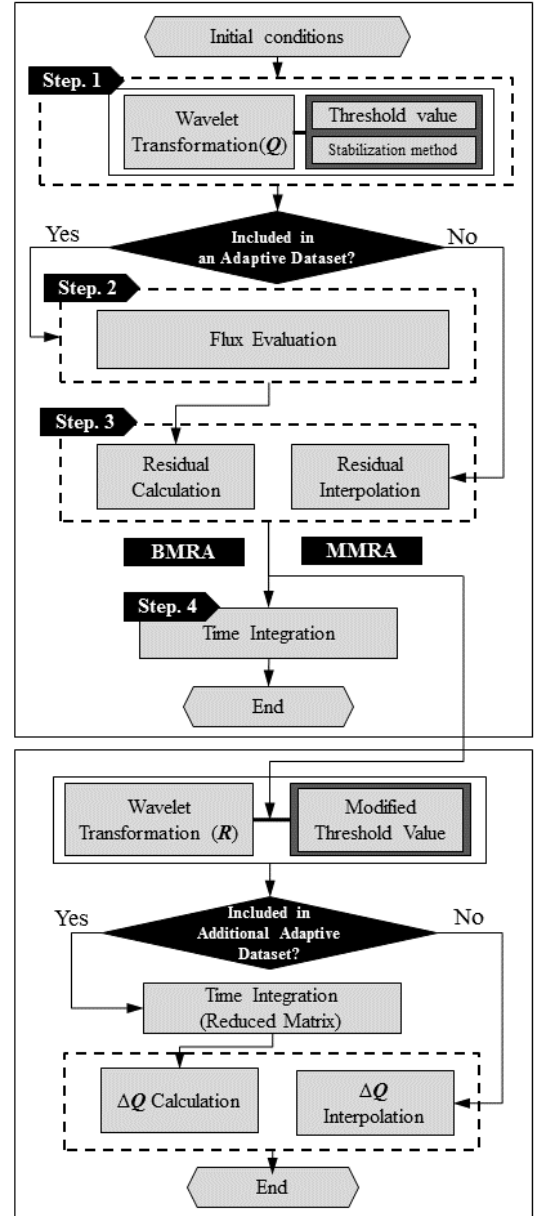 Initial conditions
Step. 1
Wavelet
Transformation(Q)
Threshold value
Stabilization method
Included in
an Adaptive Dataset?
Yes
No
Step. 2
Flux Evaluation
Step. 3
Residual
Calculation
Residual
Interpolation
BMRA
MMRA
Step. 4
Time Integration
End
Wavelet
Transformation (R)
Modified
Threshold Value
Included in
Additional Adaptive
Dataset?
Yes
No
Time Integration
(Reduced Matrix)
ΔQ Calculation
ΔQ
Interpolation
End